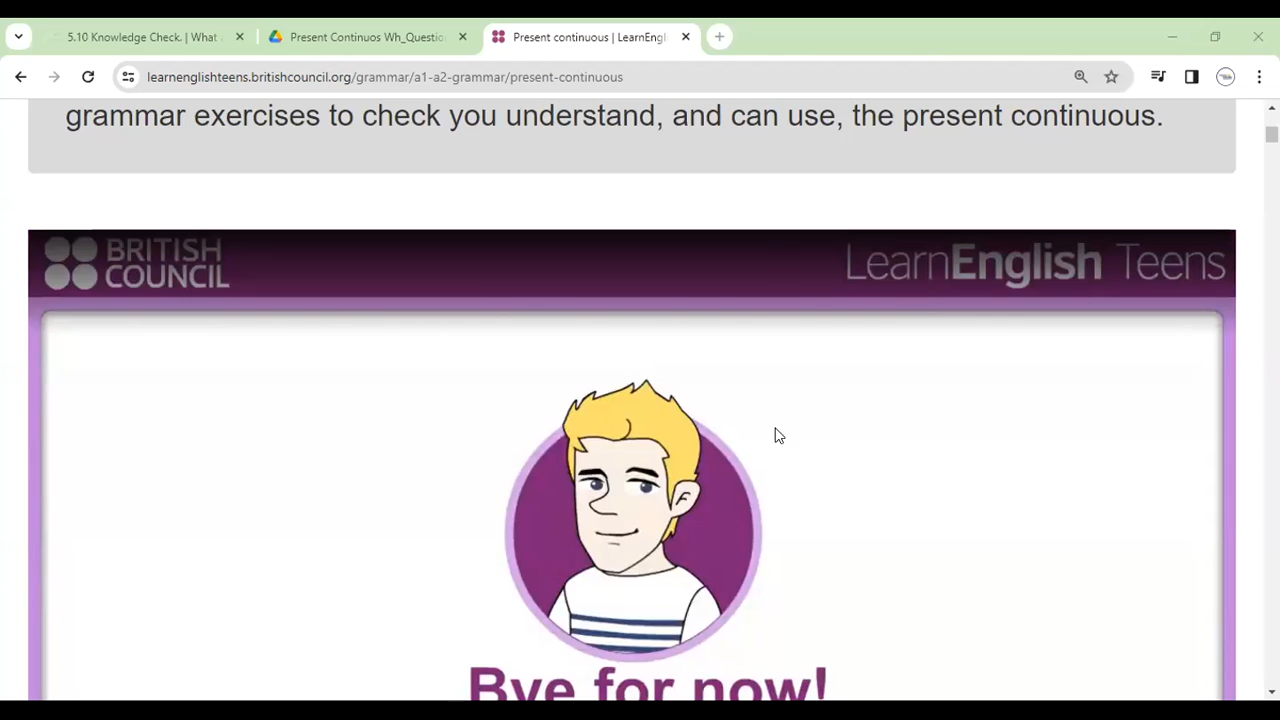 5.10 Knowledge Check. | What
Present Continuos Wh_Questio
Present continuous | LearnEngl
learnenglishteens.britishcouncil.org/grammar/a1-a2-grammar/present-continuous
grammar exercises to check you understand, and can use, the present continuous.
BRITISH
COUNCIL
LearnEnglish Teens
Bye for now!